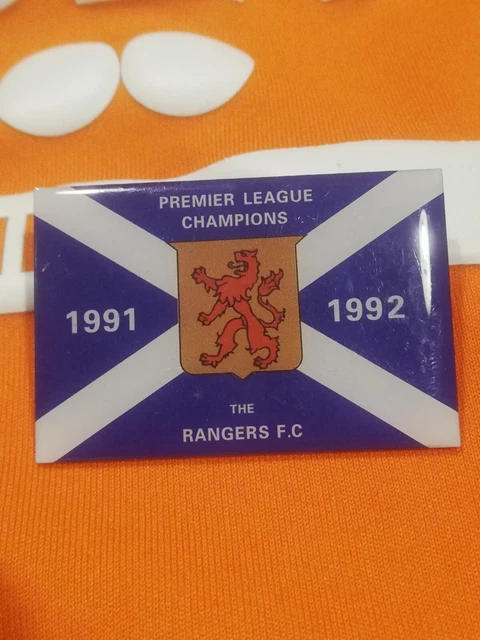 PREMIER LEAGUE
CHAMPIONS
1991
1992
THE
RANGERS F.C